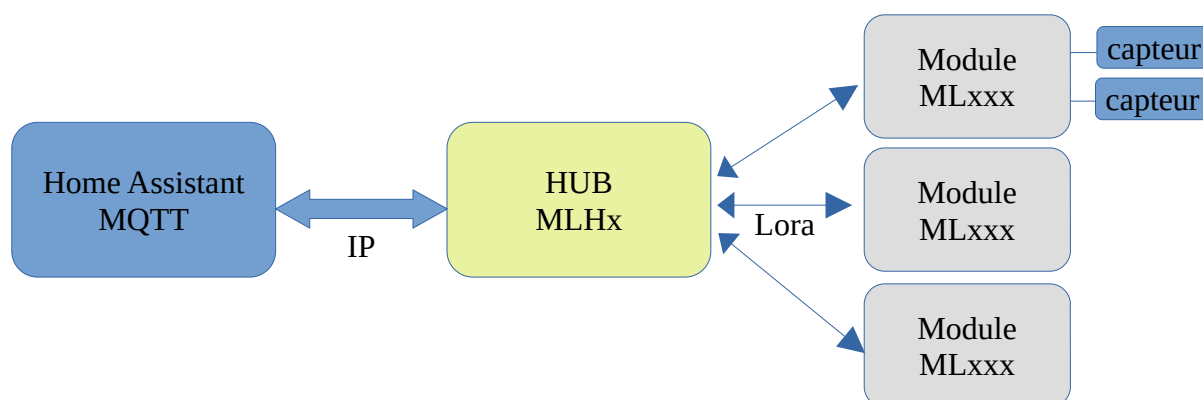 Home Assistant
MQTT
IP
HUB
MLHx
Lora
Module
MLxxx
capteur
capteur
Module
MLxxx
Module
MLxxx